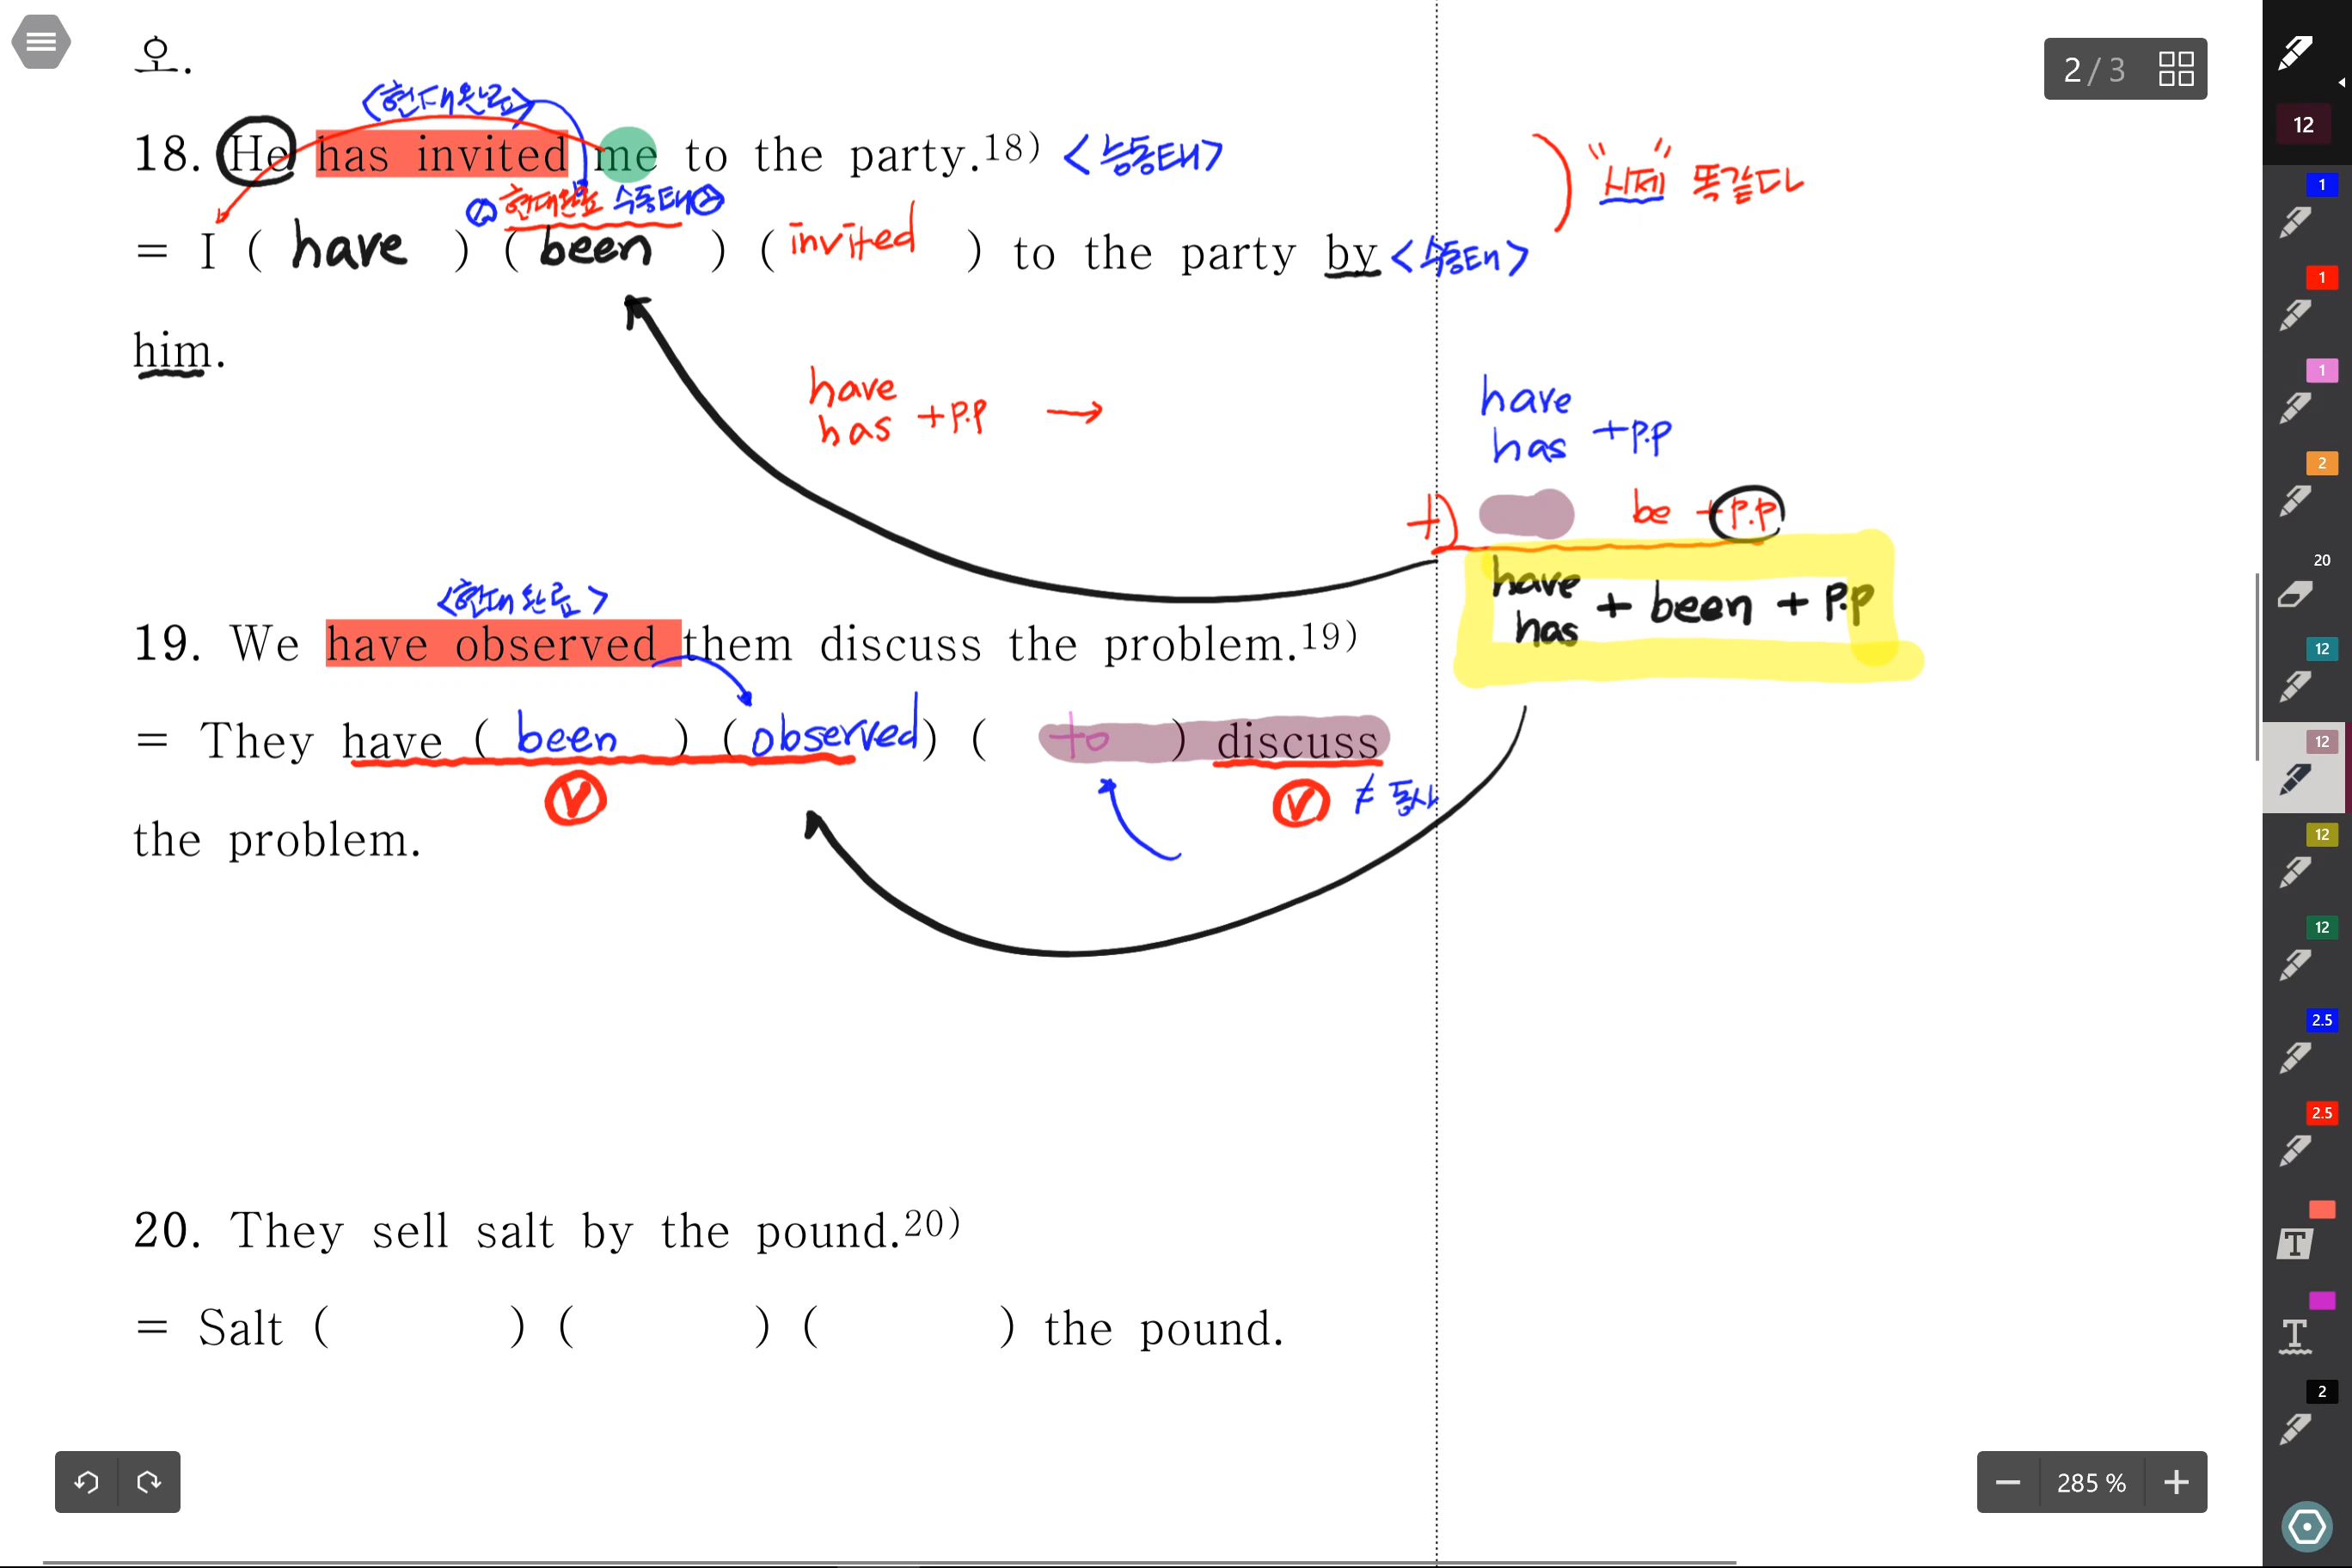 오.
2 / 3
<현재완료>
18. He has invited me to the party.18) <능동태>
" 시제 " 똑같다
① 현재완료 수동태②
= I ( have ) ( been ) ( invited ) to the party by <수동태>
him.
have
has +P.P →
have
has +P.P
+) be +P.P
have
has + been + P.P
<현재완료>
19. We have observed them discuss the problem.19)
= They have ( been ) ( observed) ( to ) discuss
V V ≠ 동사
the problem.
20. They sell salt by the pound.20)
= Salt ( ) ( ) ( ) the pound.
285 %
12
1
1
1
2
20
12
12
12
12
2.5
2.5
T
T
2